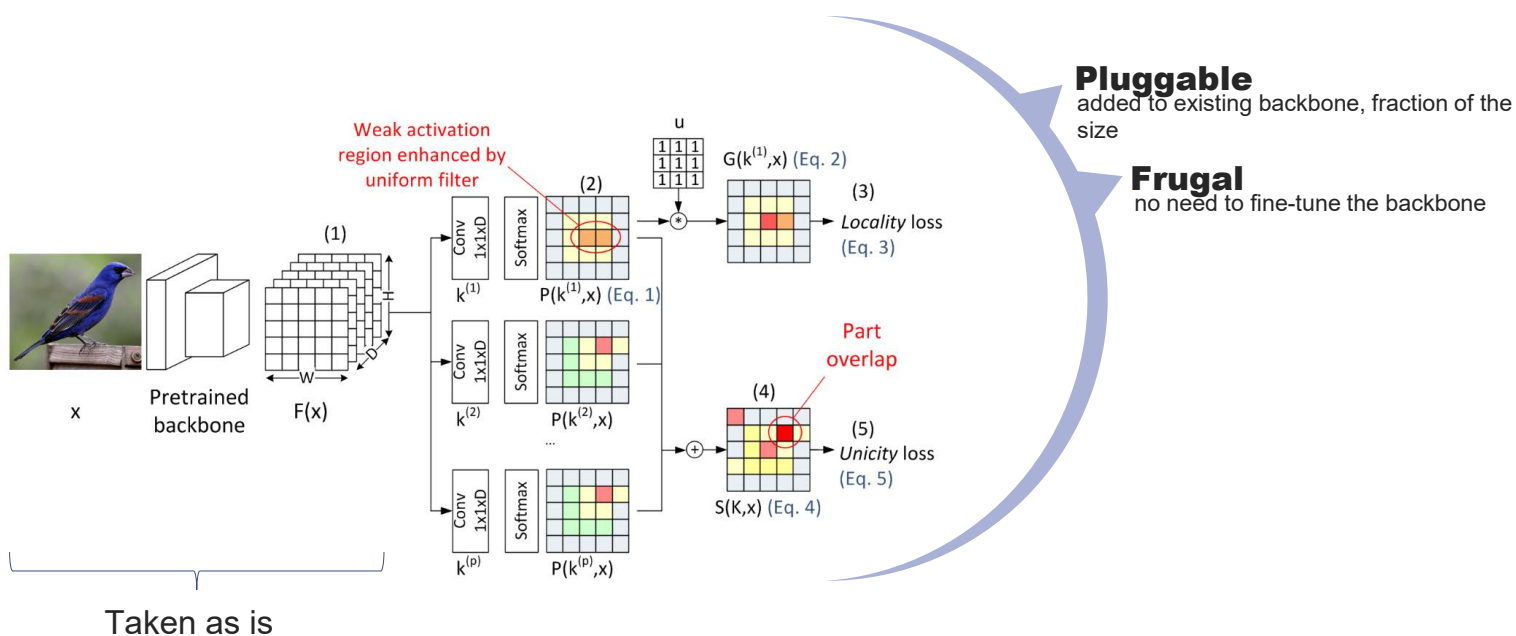 Pluggable
added to existing backbone, fraction of the
size
Frugal
no need to fine-tune the backbone
Weak activation
region enhanced by
uniform filter
u
1 1 1
1 1 1
1 1 1
(1)
(2)
G(k(1),x) (Eq. 2)
(3)
Locality loss
(Eq. 3)
*
Conv
1x1xD
Softmax
k(1)
P(k(1),x) (Eq. 1)
H
D
W
x
Pretrained
backbone
F(x)
Conv
1x1xD
Softmax
k(2)
P(k(2),x)
...
Part
overlap
(4)
(5)
+
Unicity loss
(Eq. 5)
S(K,x) (Eq. 4)
Conv
1x1xD
Softmax
k(p)
P(k(p),x)
Taken as is